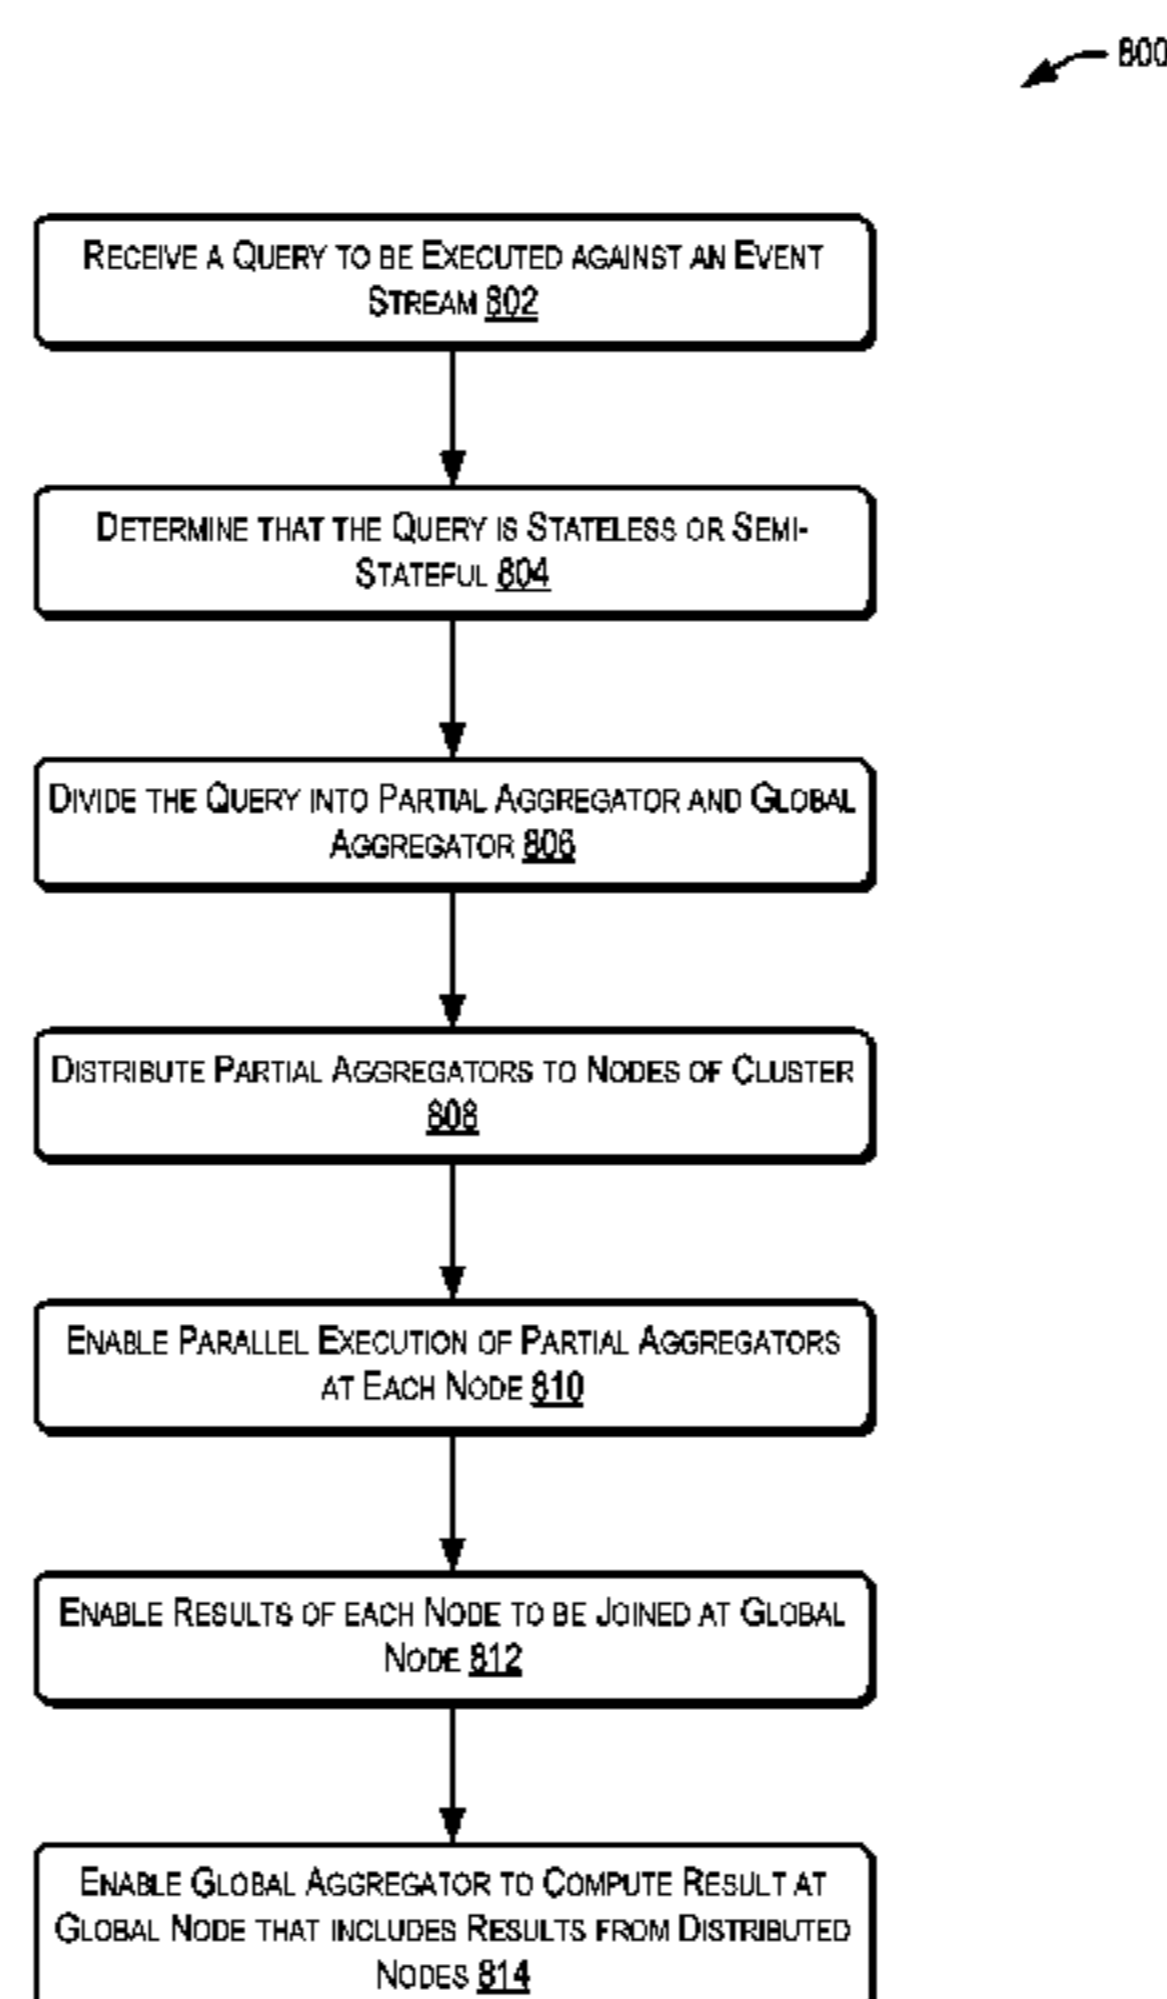 800
RECEIVE A QUERY TO BE EXECUTED AGAINST AN EVENT
STREAM 802
DETERMINE THAT THE QUERY IS STATELESS OR SEMI-
STATEFUL 804
DIVIDE THE QUERY INTO PARTIAL AGGREGATOR AND GLOBAL
AGGREGATOR 806
DISTRIBUTE PARTIAL AGGREGATORS TO NODES OF CLUSTER
808
ENABLE PARALLEL EXECUTION OF PARTIAL AGGREGATORS
AT EACH NODE 810
ENABLE RESULTS OF EACH NODE TO BE JOINED AT GLOBAL
NODE 812
ENABLE GLOBAL AGGREGATOR TO COMPUTE RESULT AT
GLOBAL NODE THAT INCLUDES RESULTS FROM DISTRIBUTED
NODES 814